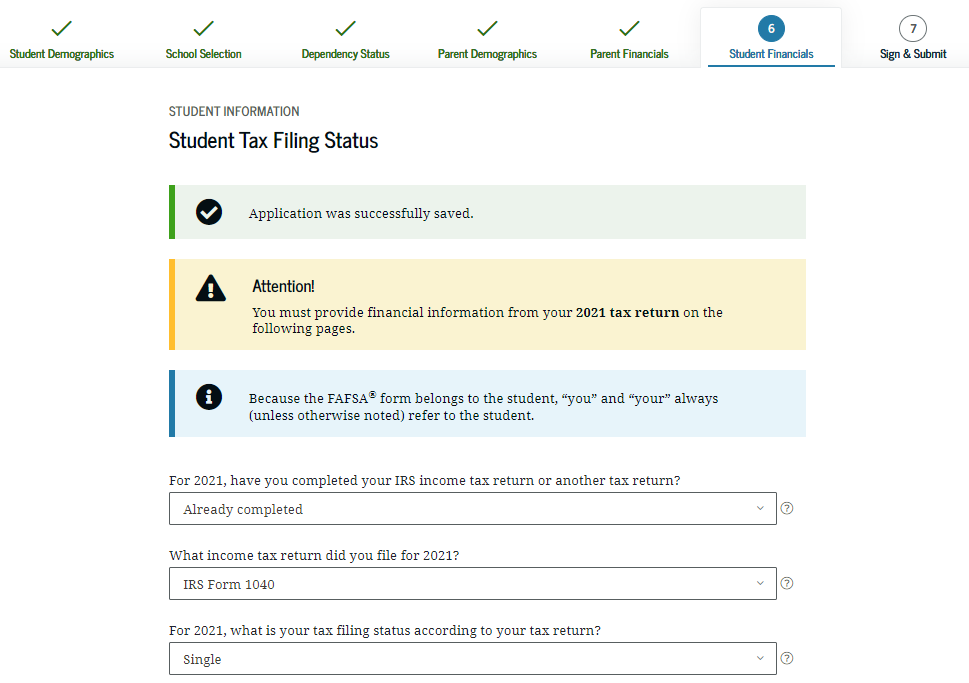 Student Demographics
School Selection
Dependency Status
Parent Demographics
Parent Financials
6
Student Financials
7
Sign & Submit
STUDENT INFORMATION
Student Tax Filing Status
Application was successfully saved.
Attention!
You must provide financial information from your 2021 tax return on the
following pages.
Because the FAFSA® form belongs to the student, “you” and “your” always
(unless otherwise noted) refer to the student.
For 2021, have you completed your IRS income tax return or another tax return?
Already completed
?
What income tax return did you file for 2021?
IRS Form 1040
?
For 2021, what is your tax filing status according to your tax return?
Single
?